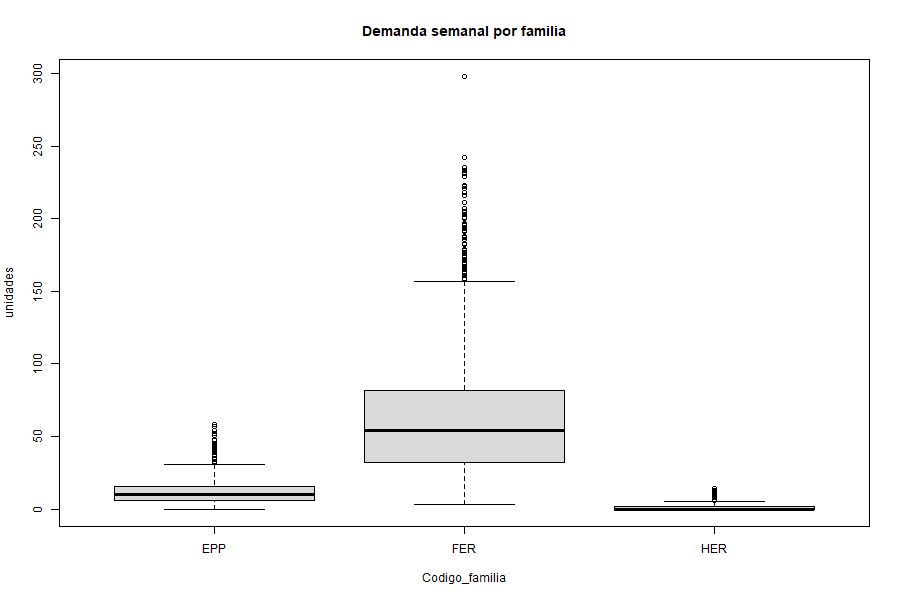 Demanda semanal por familia
300
250
200
150
100
50
0
unidades
EPP
FER
HER
Codigo_familia